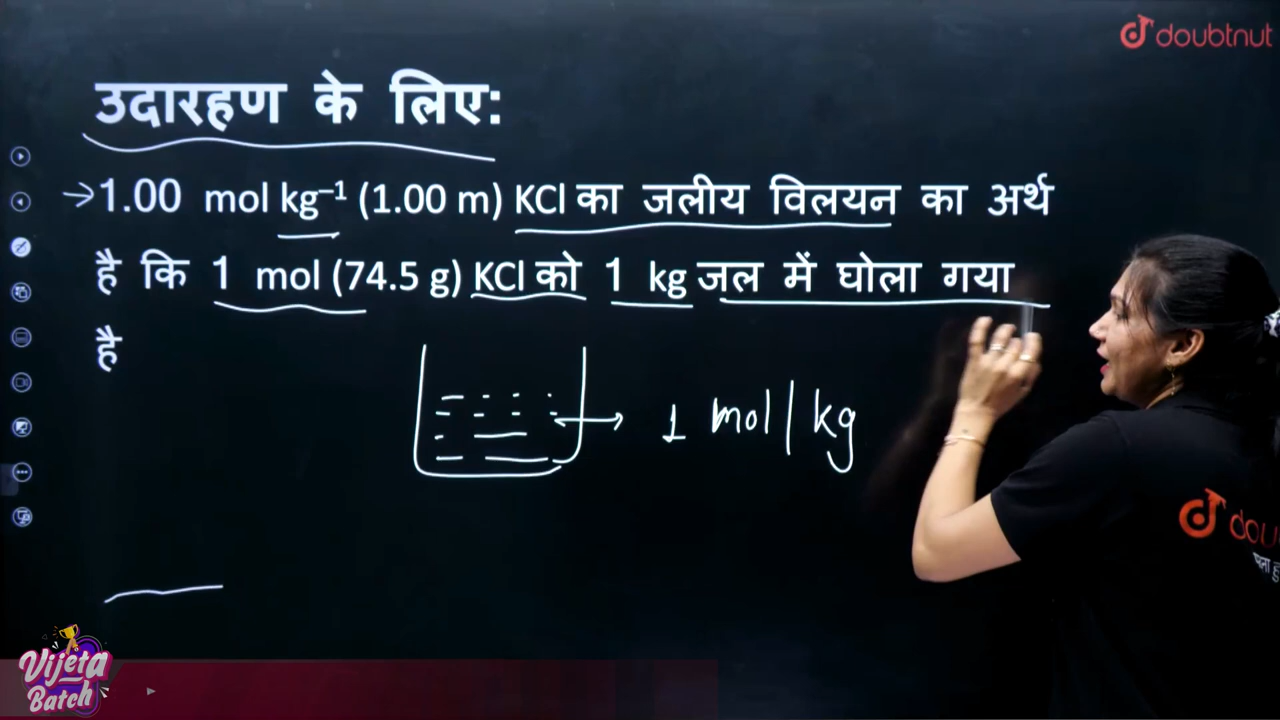 doubtnut
उदारहण के लिए:
→1.00 mol kg⁻¹ (1.00 m) KCl का जलीय विलयन का अर्थ
है कि 1 mol (74.5 g) KCl को 1 kg जल में घोला गया
है
1 mol | kg
dou
Vijeta
Batch